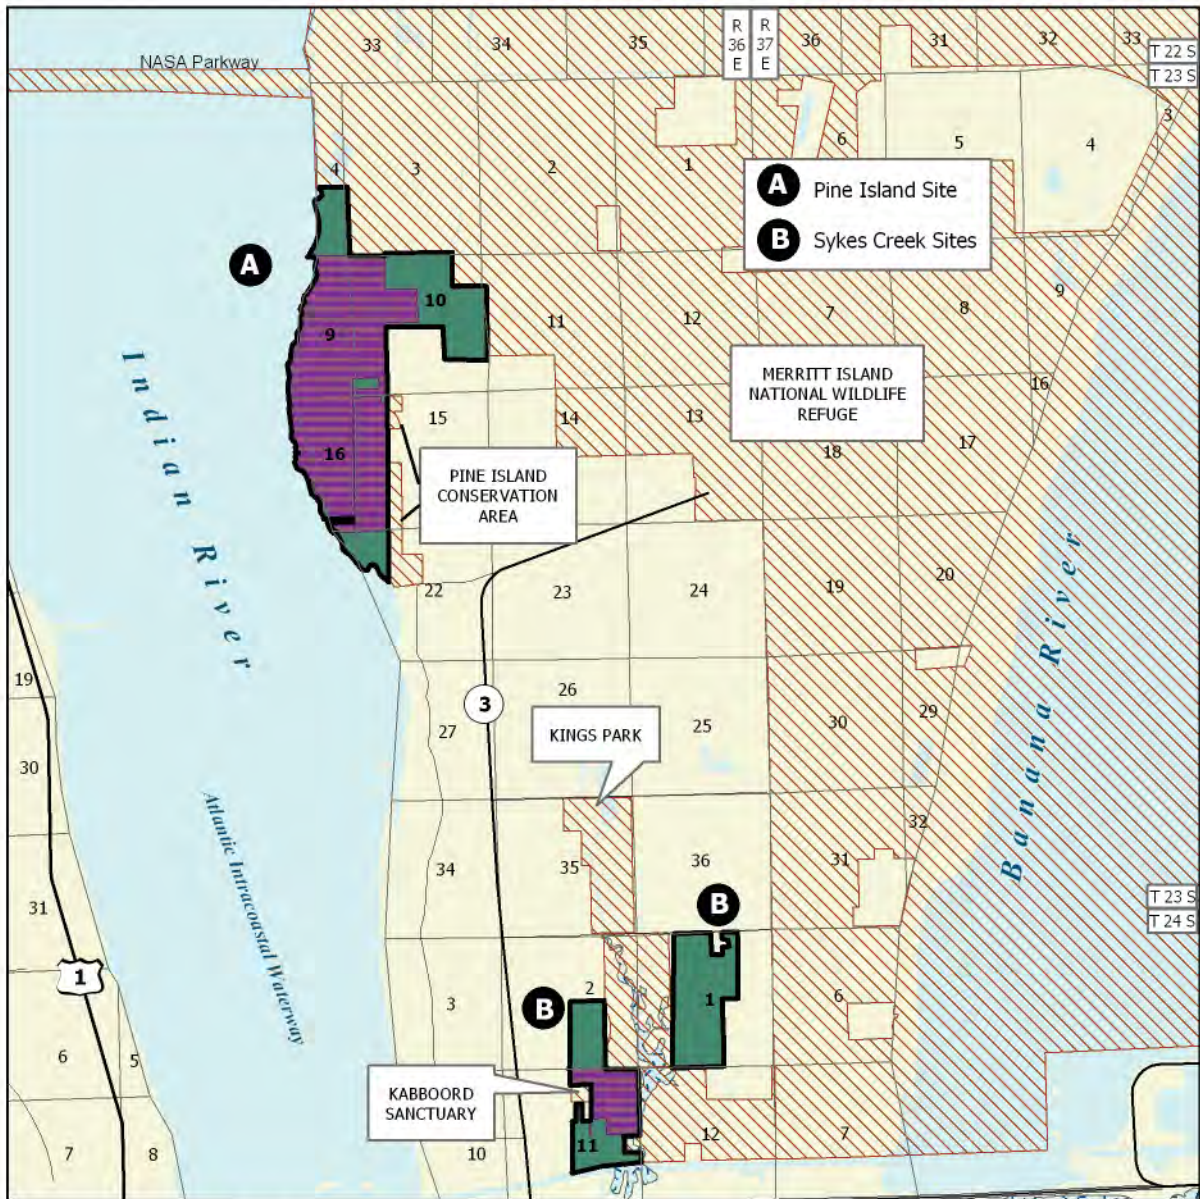 33
34
35
R
36
E
R
37
E
36
31
32
33
T 22 S
T 23 S
NASA Parkway
4
3
2
1
6
5
4
3
A Pine Island Site
B Sykes Creek Sites
A
9
10
11
12
7
8
9
MERRITT ISLAND
NATIONAL WILDLIFE
REFUGE
16
15
14
13
18
17
16
PINE ISLAND
CONSERVATION
AREA
Indian River
22
23
24
19
20
Banana River
19
3
26
27
25
30
29
KINGS PARK
30
Atlantic Intracoastal Waterway
32
34
35
36
31
31
B
T 23 S
T 24 S
1
3
2
1
6
B
6
5
KABBOORD
SANCTUARY
7
8
10
11
12
7